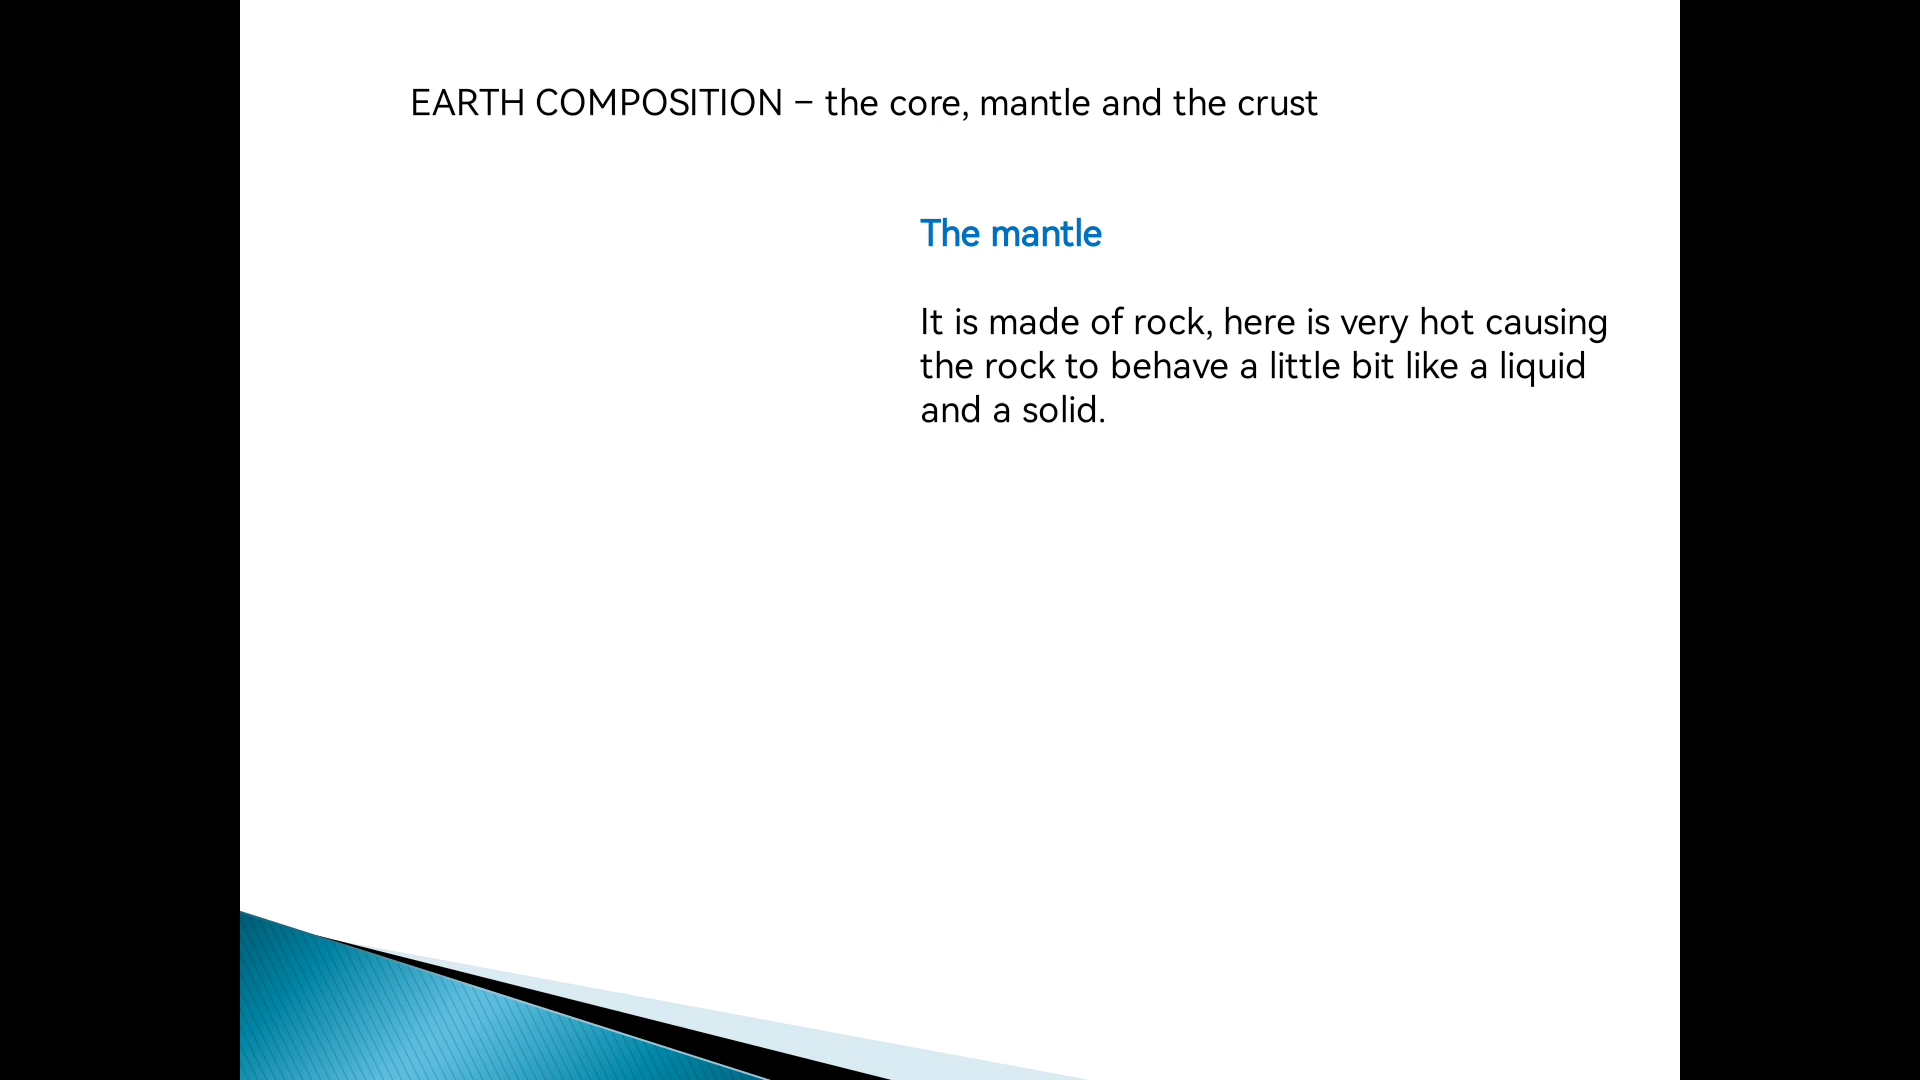 EARTH COMPOSITION – the core, mantle and the crust
The mantle
It is made of rock, here is very hot causing
the rock to behave a little bit like a liquid
and a solid.